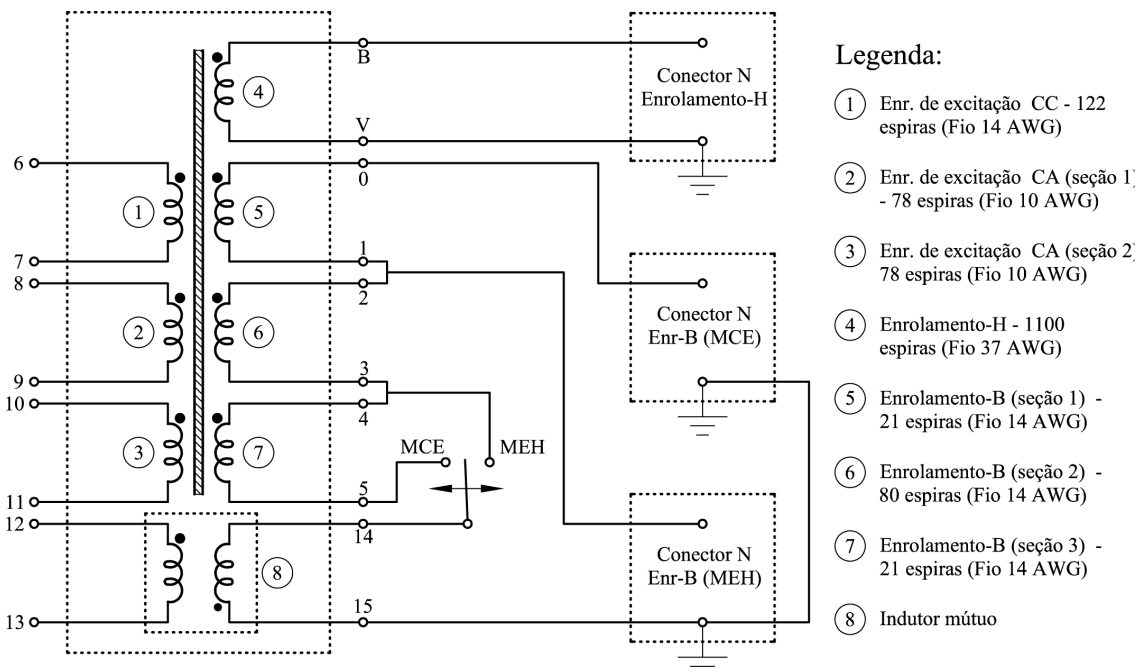 B
V
0
1
2
3
4
5
14
15
6
7
8
9
10
11
12
13
1
2
3
4
5
6
7
8
MCE
MEH
Conector N
Enrolamento-H
Conector N
Enr-B (MCE)
Conector N
Enr-B (MEH)
Legenda:
1 Enr. de excitação CC - 122
espiras (Fio 14 AWG)
2 Enr. de excitação CA (seção 1)
- 78 espiras (Fio 10 AWG)
3 Enr. de excitação CA (seção 2)
78 espiras (Fio 10 AWG)
4 Enrolamento-H - 1100
espiras (Fio 37 AWG)
5 Enrolamento-B (seção 1) -
21 espiras (Fio 14 AWG)
6 Enrolamento-B (seção 2) -
80 espiras (Fio 14 AWG)
7 Enrolamento-B (seção 3) -
21 espiras (Fio 14 AWG)
8 Indutor mútuo